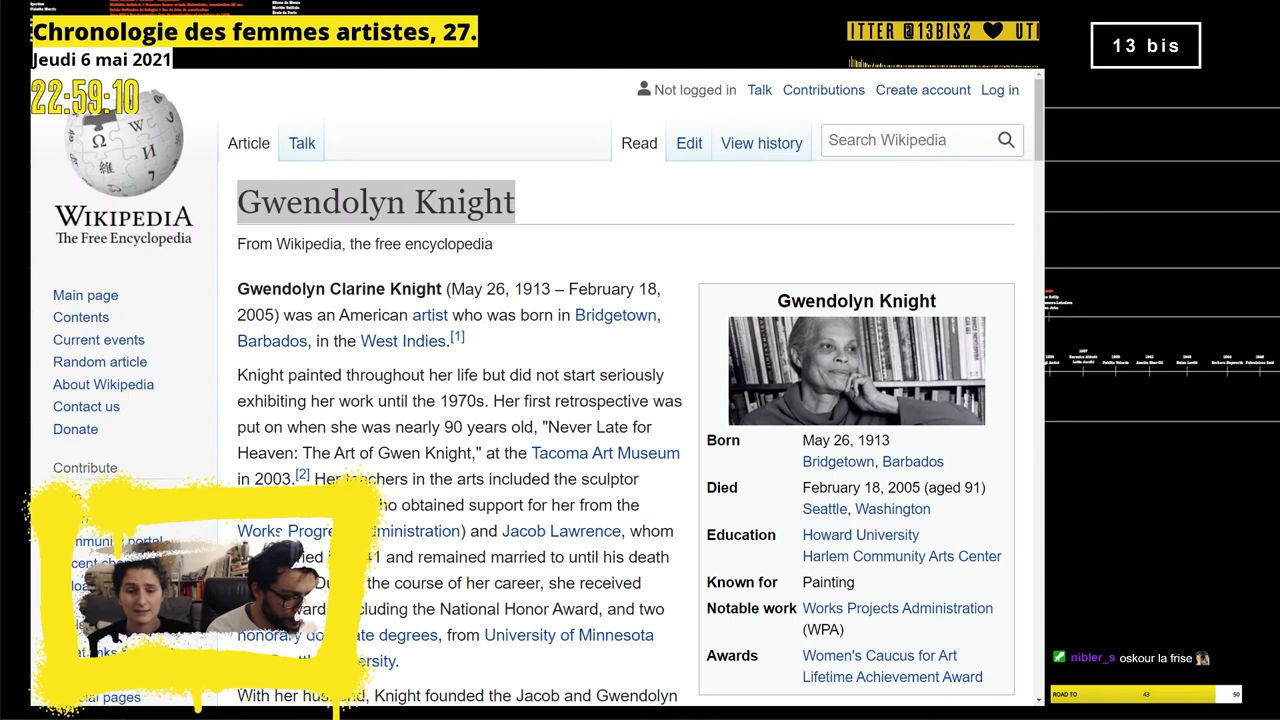 Chronologie des femmes artistes, 27.
Jeudi 6 mai 2021
22:59:10
ITTER @13BIS2 ♥ UT
13 bis
Not logged in Talk Contributions Create account Log in
Article Talk Read Edit View history Search Wikipedia
WIKIPEDIA
The Free Encyclopedia
Main page
Contents
Current events
Random article
About Wikipedia
Contact us
Donate
Contribute
Gwendolyn Knight
From Wikipedia, the free encyclopedia
Gwendolyn Clarine Knight (May 26, 1913 – February 18,
2005) was an American artist who was born in Bridgetown,
Barbados, in the West Indies.[1]
Knight painted throughout her life but did not start seriously
exhibiting her work until the 1970s. Her first retrospective was
put on when she was nearly 90 years old, "Never Late for
Heaven: The Art of Gwen Knight," at the Tacoma Art Museum
in 2003.[2] Her teachers in the arts included the sculptor
who obtained support for her from the
Works Progress Administration) and Jacob Lawrence, whom
and remained married to until his death
the course of her career, she received
including the National Honor Award, and two
honorary doctorate degrees, from University of Minnesota
With her husband, Knight founded the Jacob and Gwendolyn
Gwendolyn Knight
Born May 26, 1913
Bridgetown, Barbados
Died February 18, 2005 (aged 91)
Seattle, Washington
Education Howard University
Harlem Community Arts Center
Known for Painting
Notable work Works Projects Administration
(WPA)
Awards Women's Caucus for Art
Lifetime Achievement Award
nibler_s oskour la frise
ROAD TO 43 50